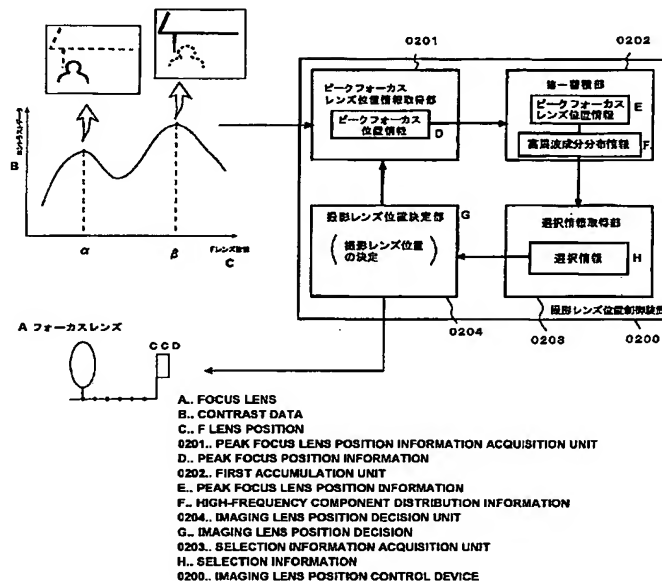 0201
0202
ピークフォーカス
レンズ位置情報取得部
ピークフォーカス
位置情報
D
第一蓄積部
ピークフォーカス
レンズ位置情報
E
高周波成分分布情報
F
コントラストデータ
B
α
β
Fレンズ位置
C
撮影レンズ位置決定部
G
撮影レンズ位置
の決定
選択情報取得部
選択情報
H
撮影レンズ位置制御装置
0204
0203
0200
A フォーカスレンズ
CCD
A.. FOCUS LENS
B.. CONTRAST DATA
C.. F LENS POSITION
0201.. PEAK FOCUS LENS POSITION INFORMATION ACQUISITION UNIT
D.. PEAK FOCUS POSITION INFORMATION
0202.. FIRST ACCUMULATION UNIT
E.. PEAK FOCUS LENS POSITION INFORMATION
F.. HIGH-FREQUENCY COMPONENT DISTRIBUTION INFORMATION
0204.. IMAGING LENS POSITION DECISION UNIT
G.. IMAGING LENS POSITION DECISION
0203.. SELECTION INFORMATION ACQUISITION UNIT
H.. SELECTION INFORMATION
0200.. IMAGING LENS POSITION CONTROL DEVICE